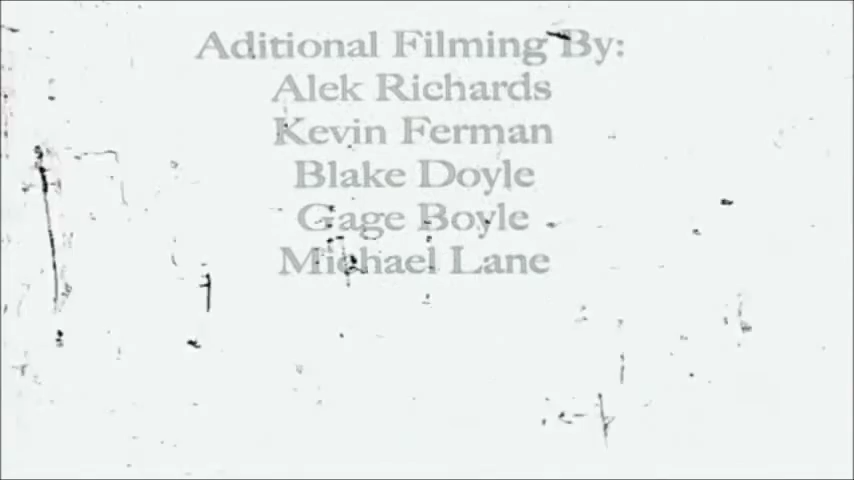 Aditional Filming By:
Alek Richards
Kevin Ferman
Blake Doyle
Gage Boyle
Michael Lane